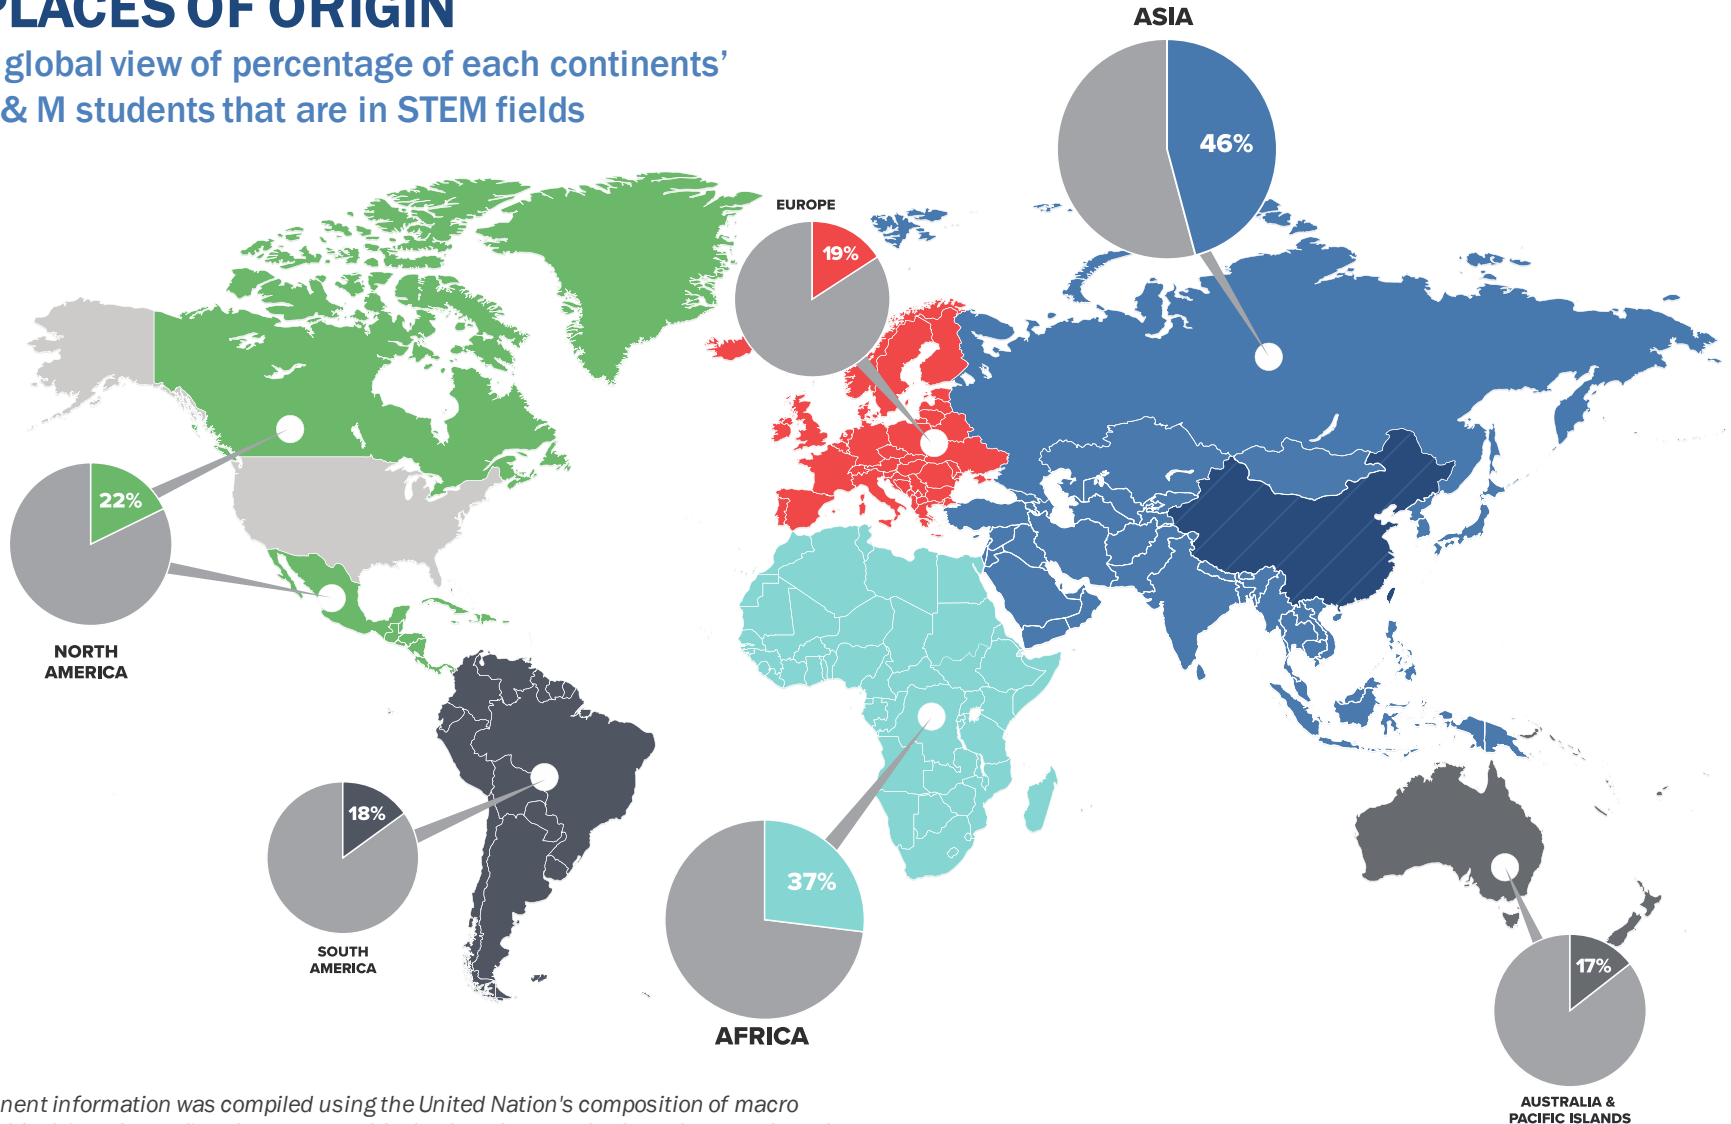 PLACES OF ORIGIN
global view of percentage of each continents’
& M students that are in STEM fields
ASIA
46%
EUROPE
19%
22%
NORTH
AMERICA
18%
SOUTH
AMERICA
37%
AFRICA
17%
AUSTRALIA &
PACIFIC ISLANDS
nent information was compiled using the United Nation's composition of macro